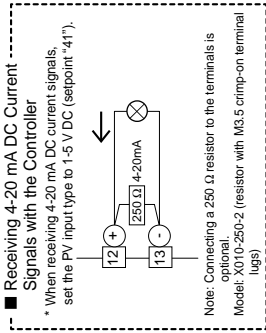 ■ Receiving 4-20 mA DC Current
Signals with the Controller
* When receiving 4-20 mA DC current signals,
set the PV input type to 1-5 V DC (setpoint "41").
12 +
250 Ω 4-20mA
13 -
Note: Connecting a 250 Ω resistor to the terminals is
optional.
Model: X010-250-2 (resistor with M3.5 crimp-on terminal
lugs)